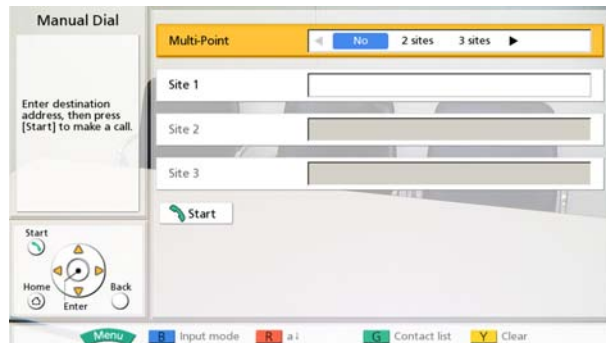 Manual Dial
Multi-Point No 2 sites 3 sites
Site 1
Enter destination
address, then press
[Start] to make a call.
Site 2
Site 3
Start
Start
Home
Back
Enter
Menu B Input mode R a↓ G Contact list Y Clear